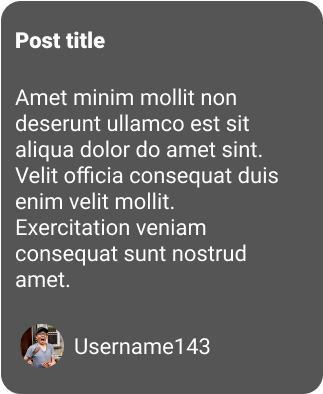 Post title
Amet minim mollit non
deserunt ullamco est sit
aliqua dolor do amet sint.
Velit officia consequat duis
enim velit mollit.
Exercitation veniam
consequat sunt nostrud
amet.
Username143